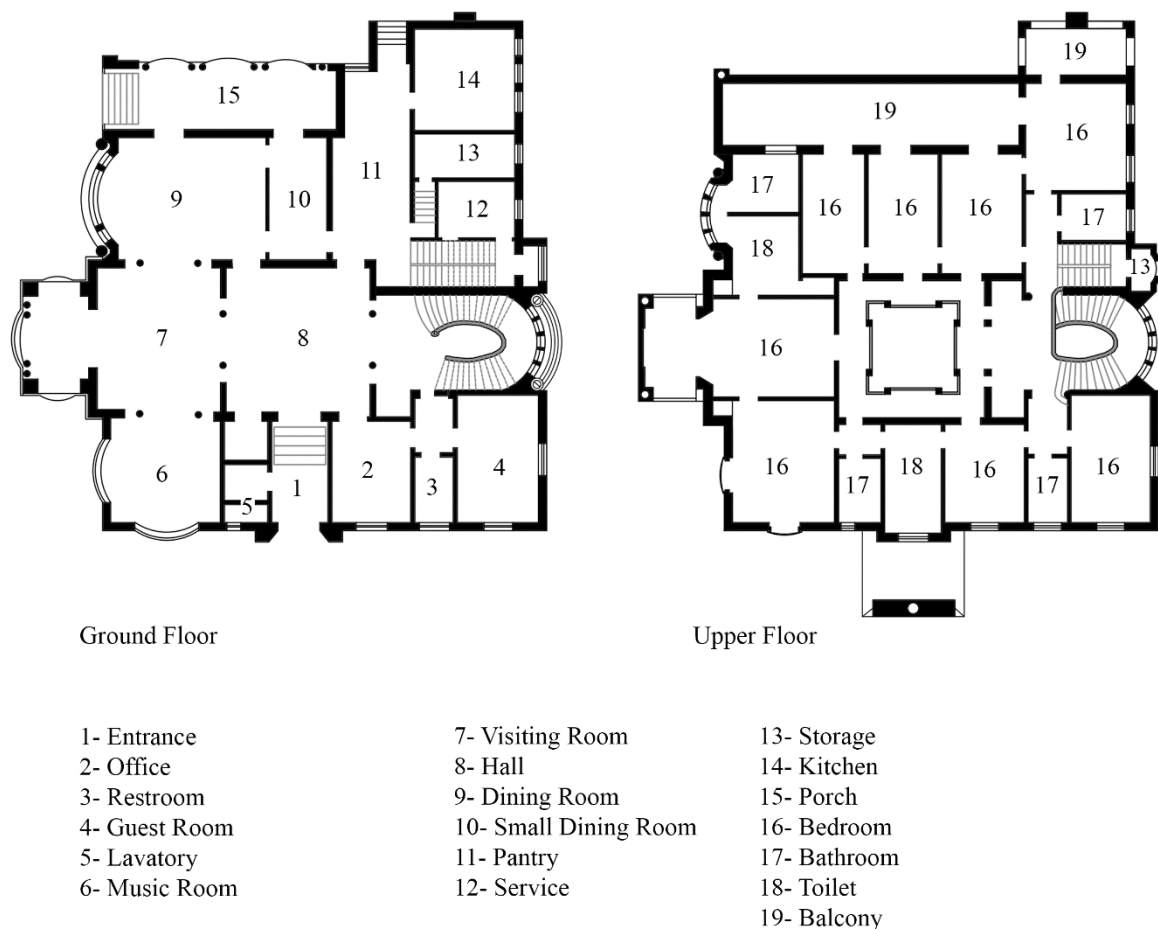 19
14
15
19
16
13
11
17
9
10
12
16
16
16
17
18
13
7
8
16
2
4
6
3
16
17
18
16
17
16
1
5
Ground Floor
Upper Floor
1- Entrance
2- Office
3- Restroom
4- Guest Room
5- Lavatory
6- Music Room
7- Visiting Room
8- Hall
9- Dining Room
10- Small Dining Room
11- Pantry
12- Service
13- Storage
14- Kitchen
15- Porch
16- Bedroom
17- Bathroom
18- Toilet
19- Balcony